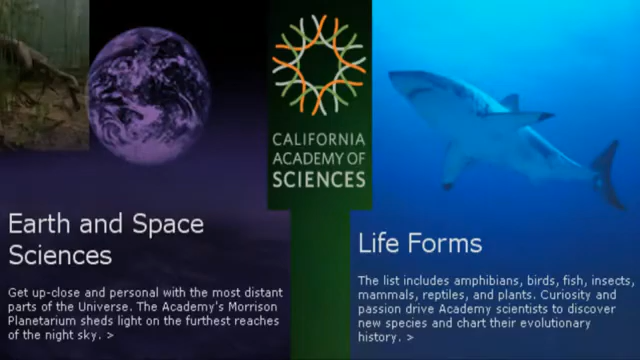 CALIFORNIA
ACADEMY OF
SCIENCES
Earth and Space
Sciences
Get up-close and personal with the most distant
parts of the Universe. The Academy's Morrison
Planetarium sheds light on the furthest reaches
of the night sky. >
Life Forms
The list includes amphibians, birds, fish, insects,
mammals, reptiles, and plants. Curiosity and
passion drive Academy scientists to discover
new species and chart their evolutionary
history. >